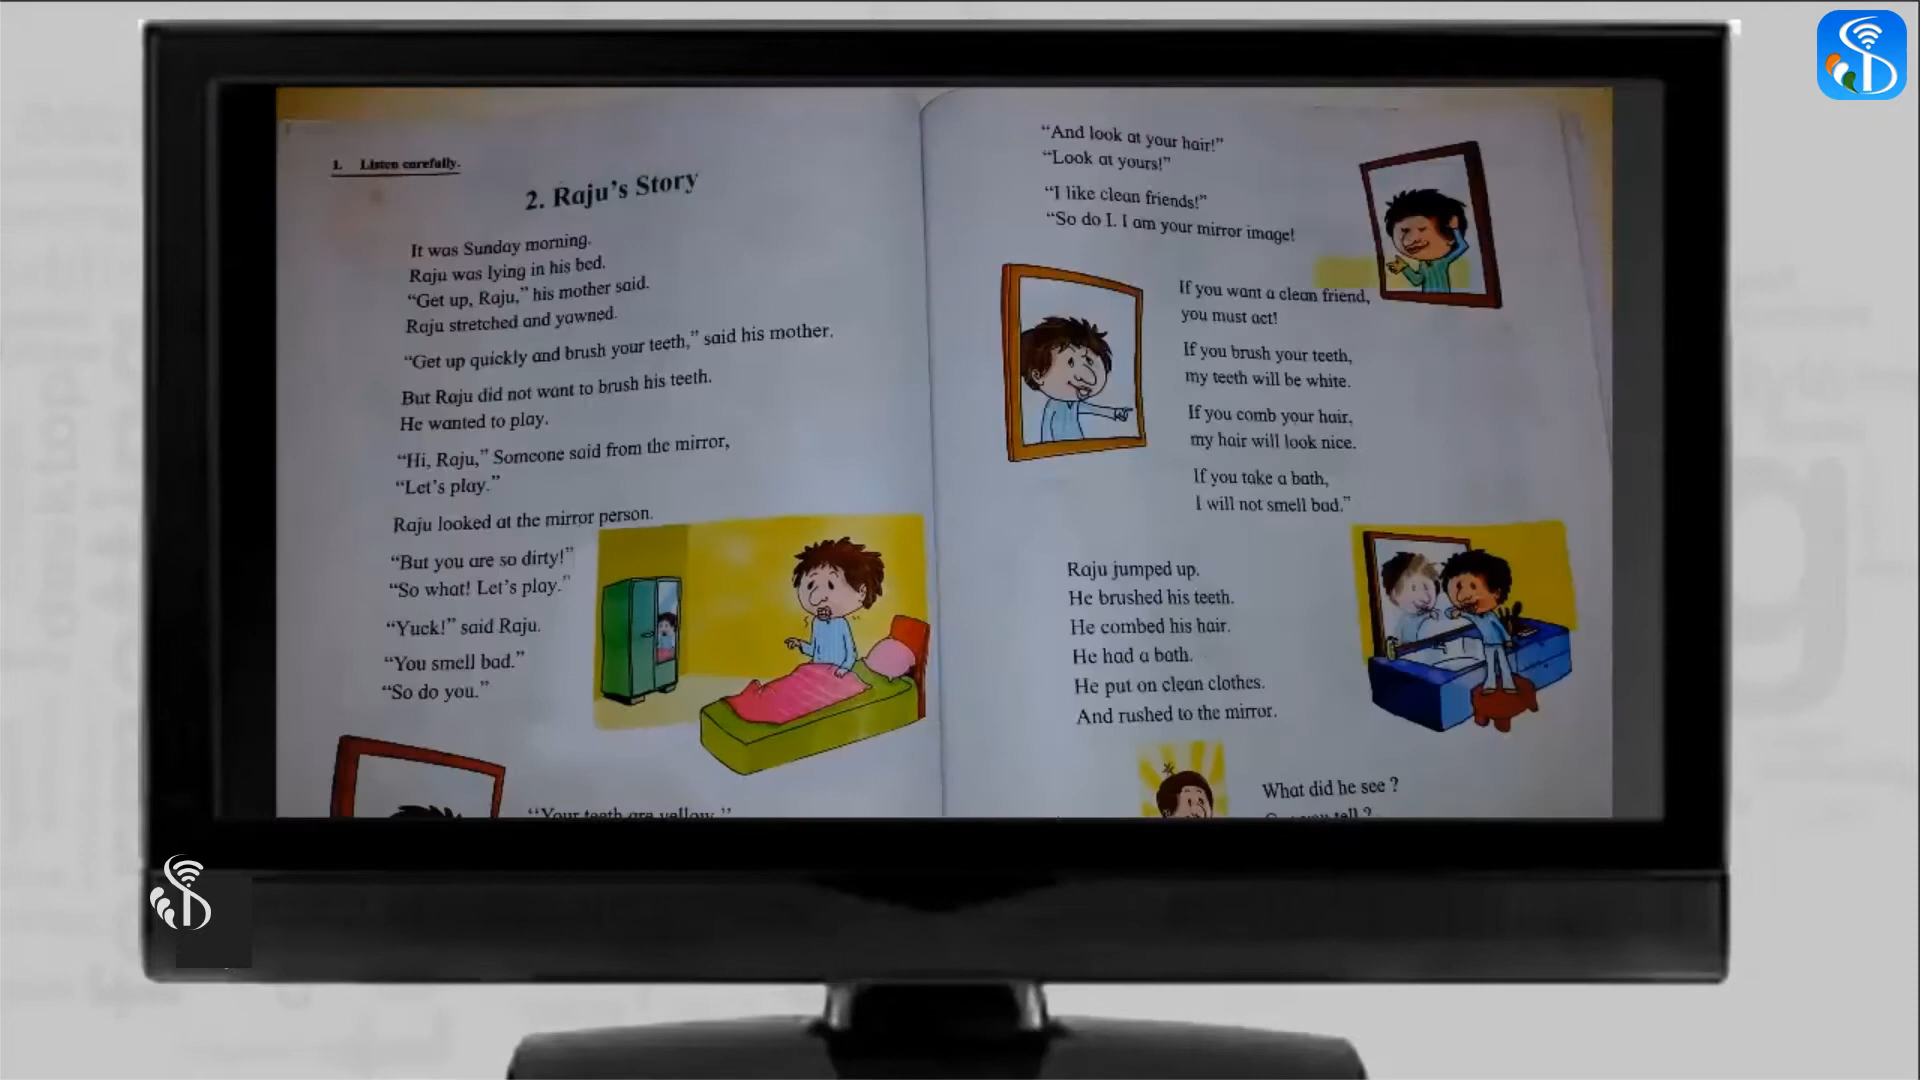 1. Listen carefully.
2. Raju's Story
It was Sunday morning.
Raju was lying in his bed.
“Get up, Raju,” his mother said.
Raju stretched and yawned.
“Get up quickly and brush your teeth,” said his mother.
But Raju did not want to brush his teeth.
He wanted to play.
“Hi, Raju,” Someone said from the mirror,
“Let's play.”
Raju looked at the mirror person.
“But you are so dirty!”
“So what! Let's play.”
“Yuck!” said Raju.
“You smell bad.”
“So do you.”
“Your teeth are yellow.”
“And look at your hair!”
“Look at yours!”
“I like clean friends!”
“So do I. I am your mirror image!
If you want a clean friend,
you must act!
If you brush your teeth,
my teeth will be white.
If you comb your hair,
my hair will look nice.
If you take a bath,
I will not smell bad.”
Raju jumped up.
He brushed his teeth.
He combed his hair.
He had a bath.
He put on clean clothes.
And rushed to the mirror.
What did he see ?
you tell ?